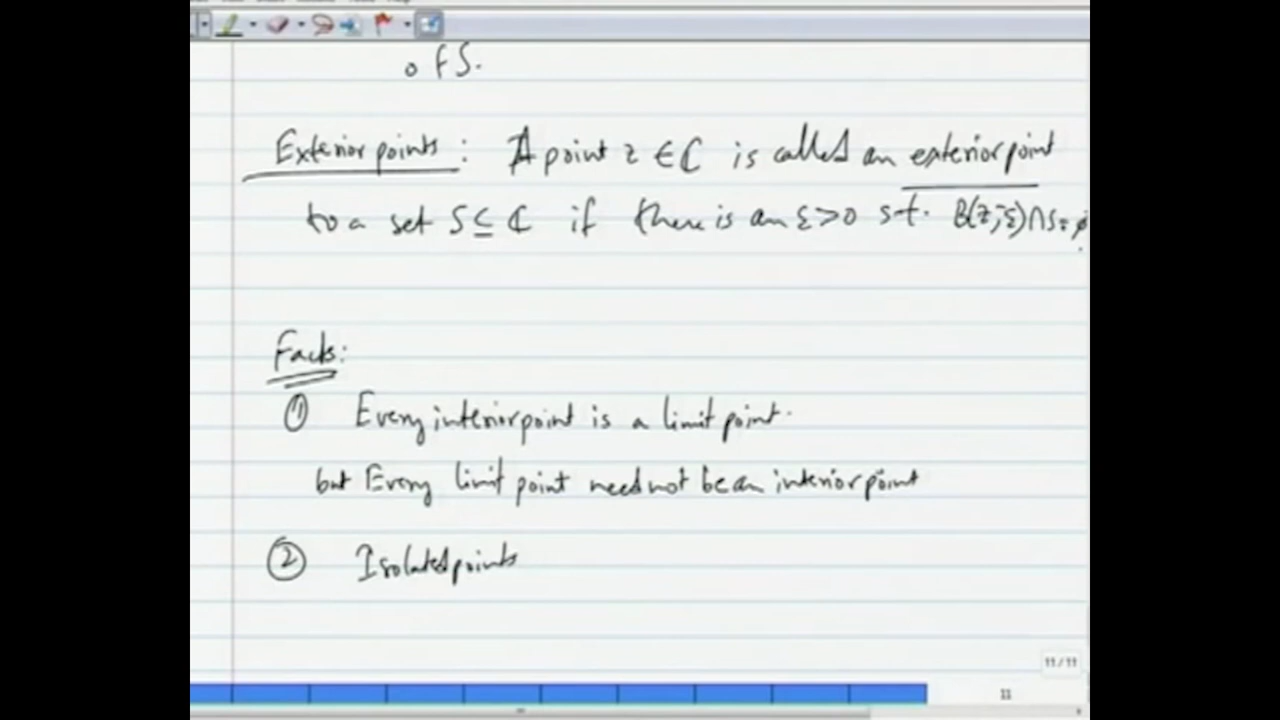 of S.
Exterior points : A point z ∈ ℂ is called an exterior point
to a set S ⊆ ℂ if there is an ε>0 s.t. B(z;ε)∩S=φ.
Facts:
① Every interior point is a limit point.
but Every limit point need not be an interior point
② Isolated points
11/11
11